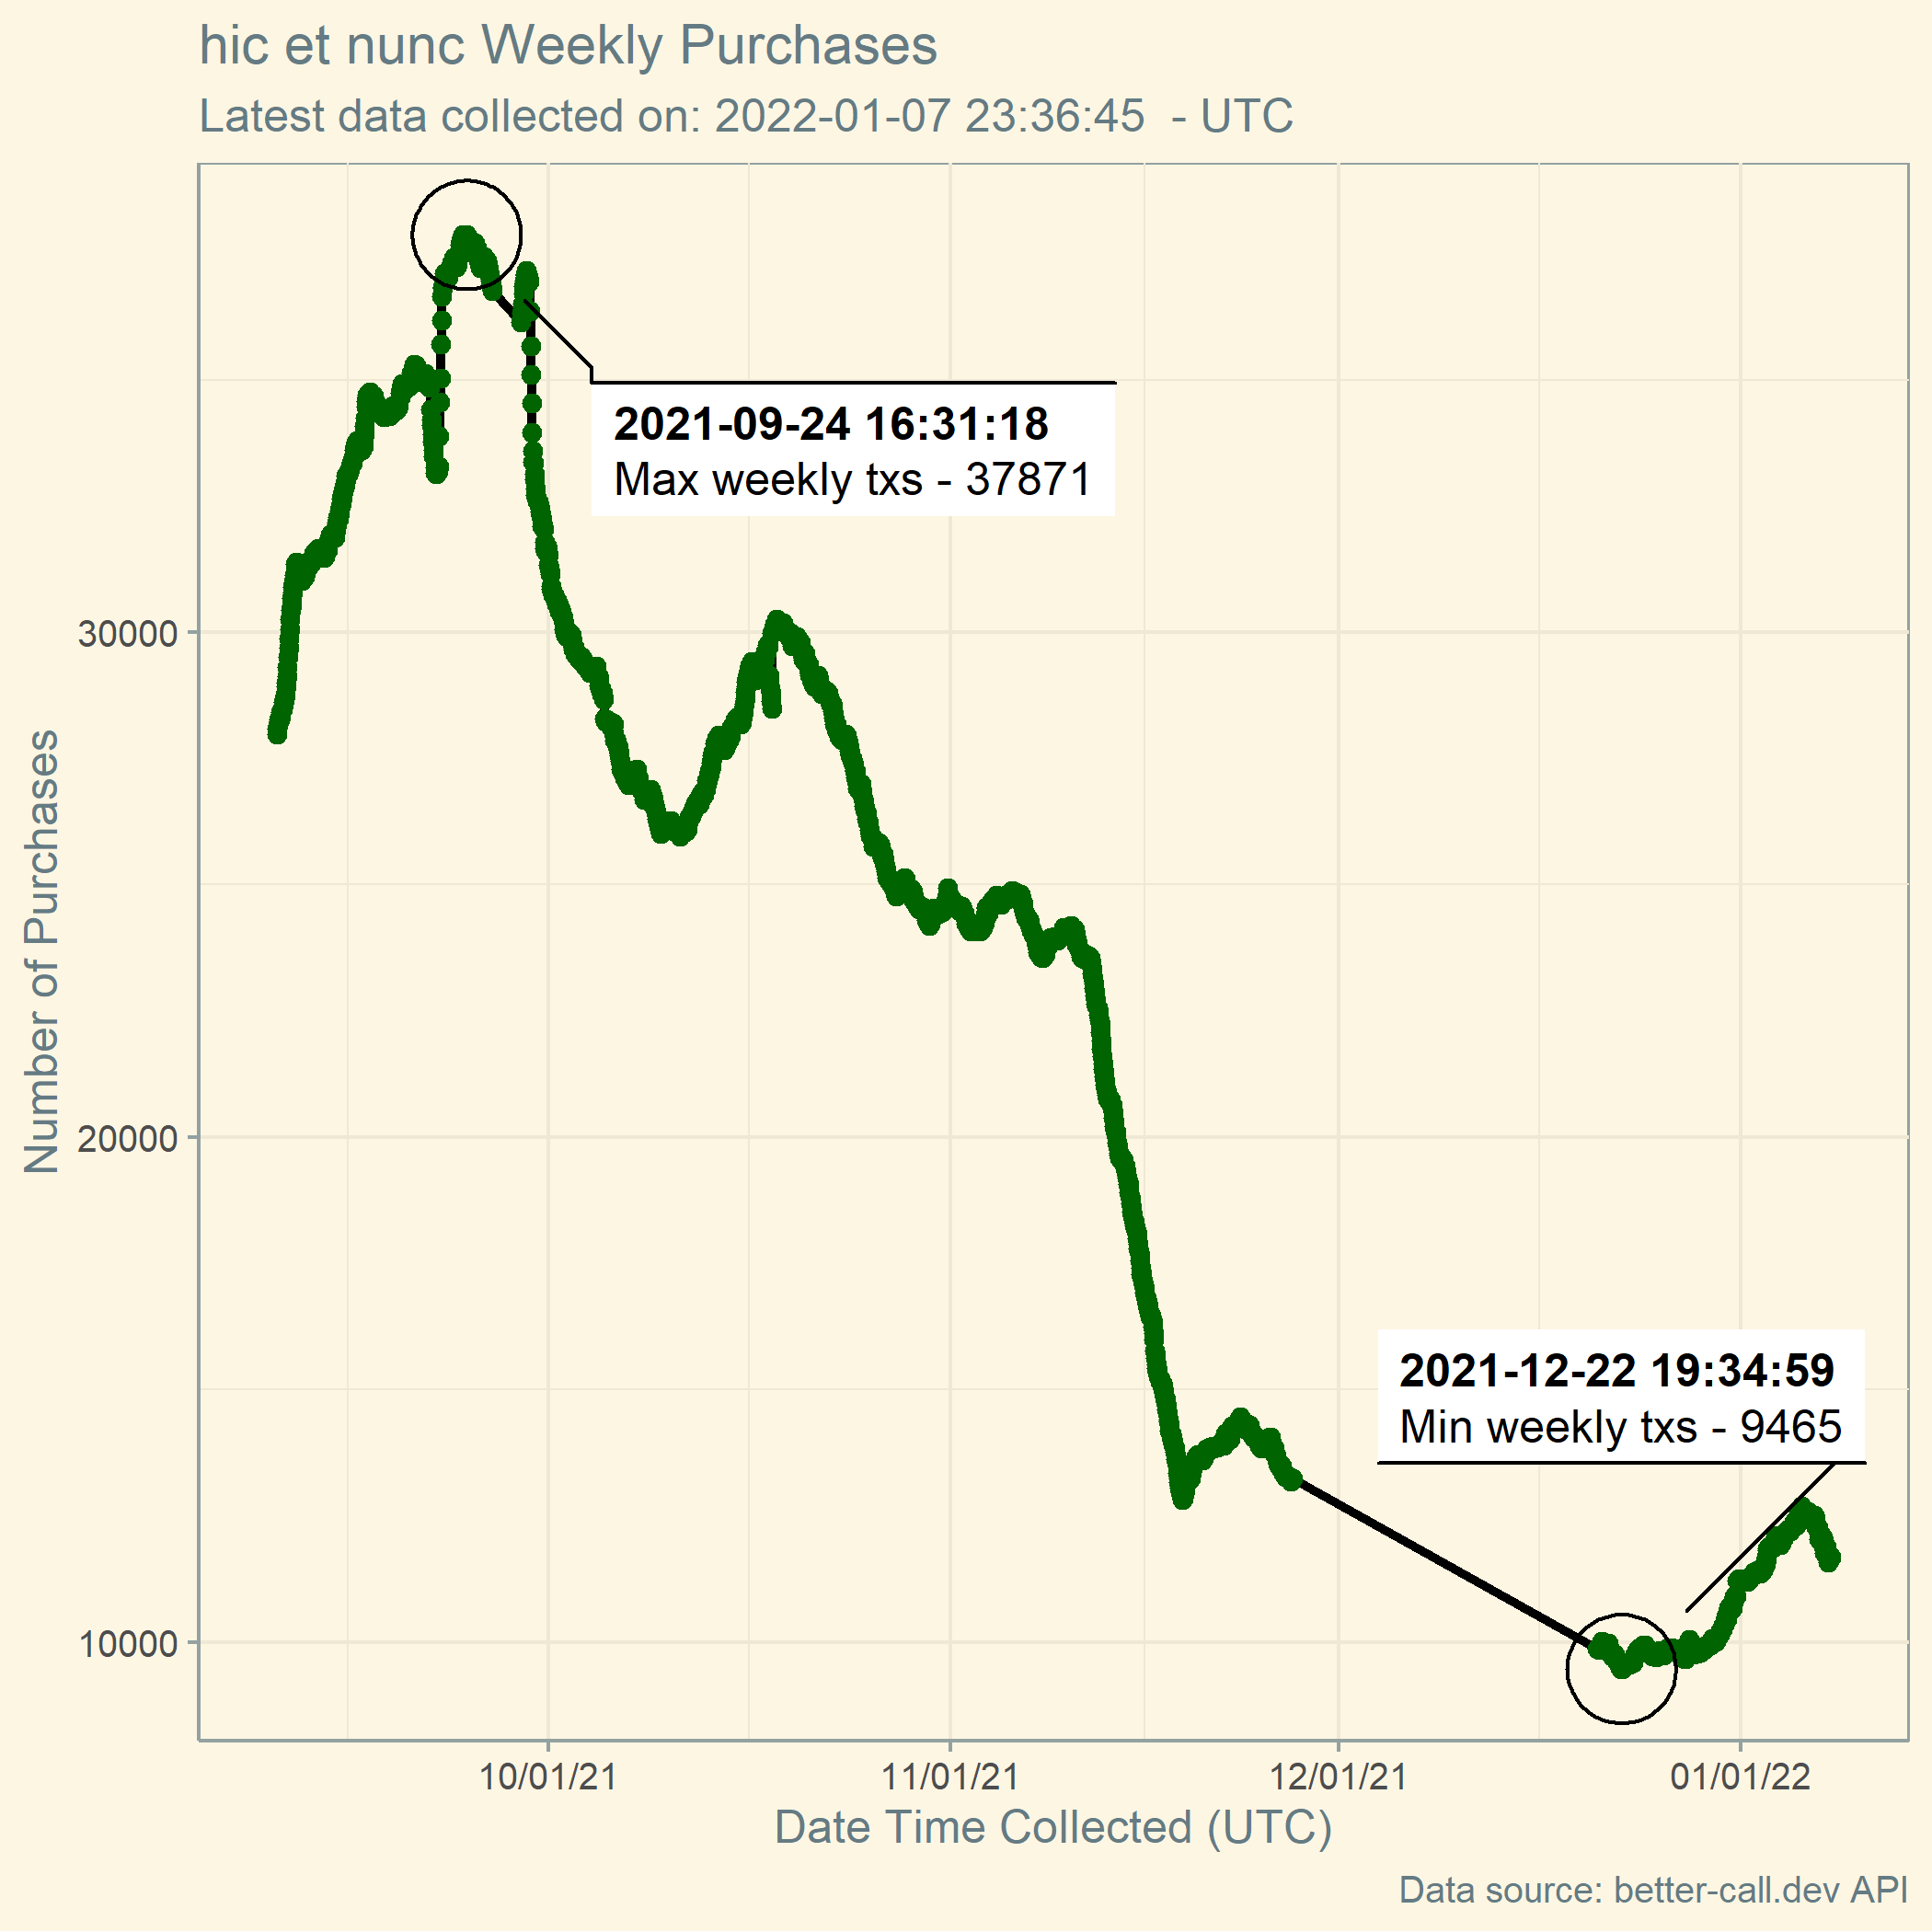 hic et nunc Weekly Purchases
Latest data collected on: 2022-01-07 23:36:45  - UTC
2021-09-24 16:31:18
Max weekly txs - 37871
30000
20000
10000
Number of Purchases
2021-12-22 19:34:59
Min weekly txs - 9465
10/01/21
11/01/21
12/01/21
01/01/22
Date Time Collected (UTC)
Data source: better-call.dev API